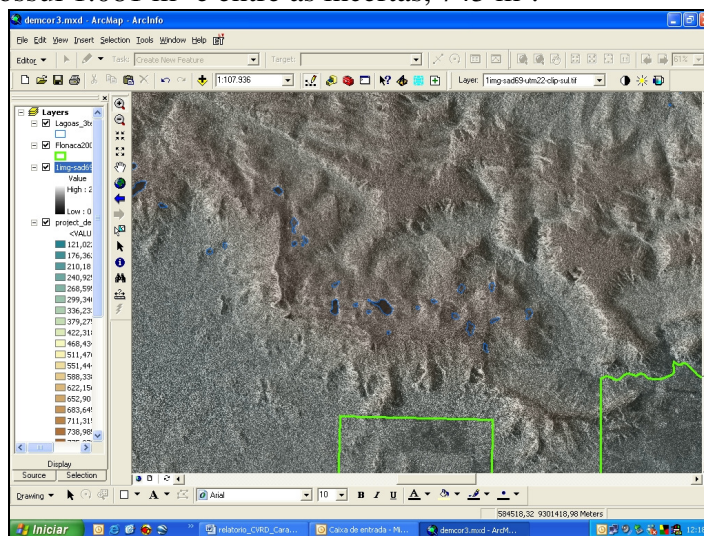 demcor3.mxd - ArcMap - ArcInfo
File Edit View Insert Selection Tools Window Help
Editor Task: Create New Feature Target: 61%
1:107.936 Layer: 1img-sad69-utm22-clip-sul.tif
Layers
Lagoas_3te
Flonaca200
1img-sad69
Value
High : 2
Low : 0
project_de
<VALU
121,02
176,36
210,18
240,92
268,59
299,34
336,23
379,27
422,31
468,43
511,47
551,44
588,33
622,15
652,90
683,64
711,31
738,98
Display
Source Selection
Drawing Arial 10 B I U A
584518,32 9301418,98 Meters
Iniciar relatorio_CVRD_Cara... Caixa de entrada - Mi... demcor3.mxd - ArcM... 12:18